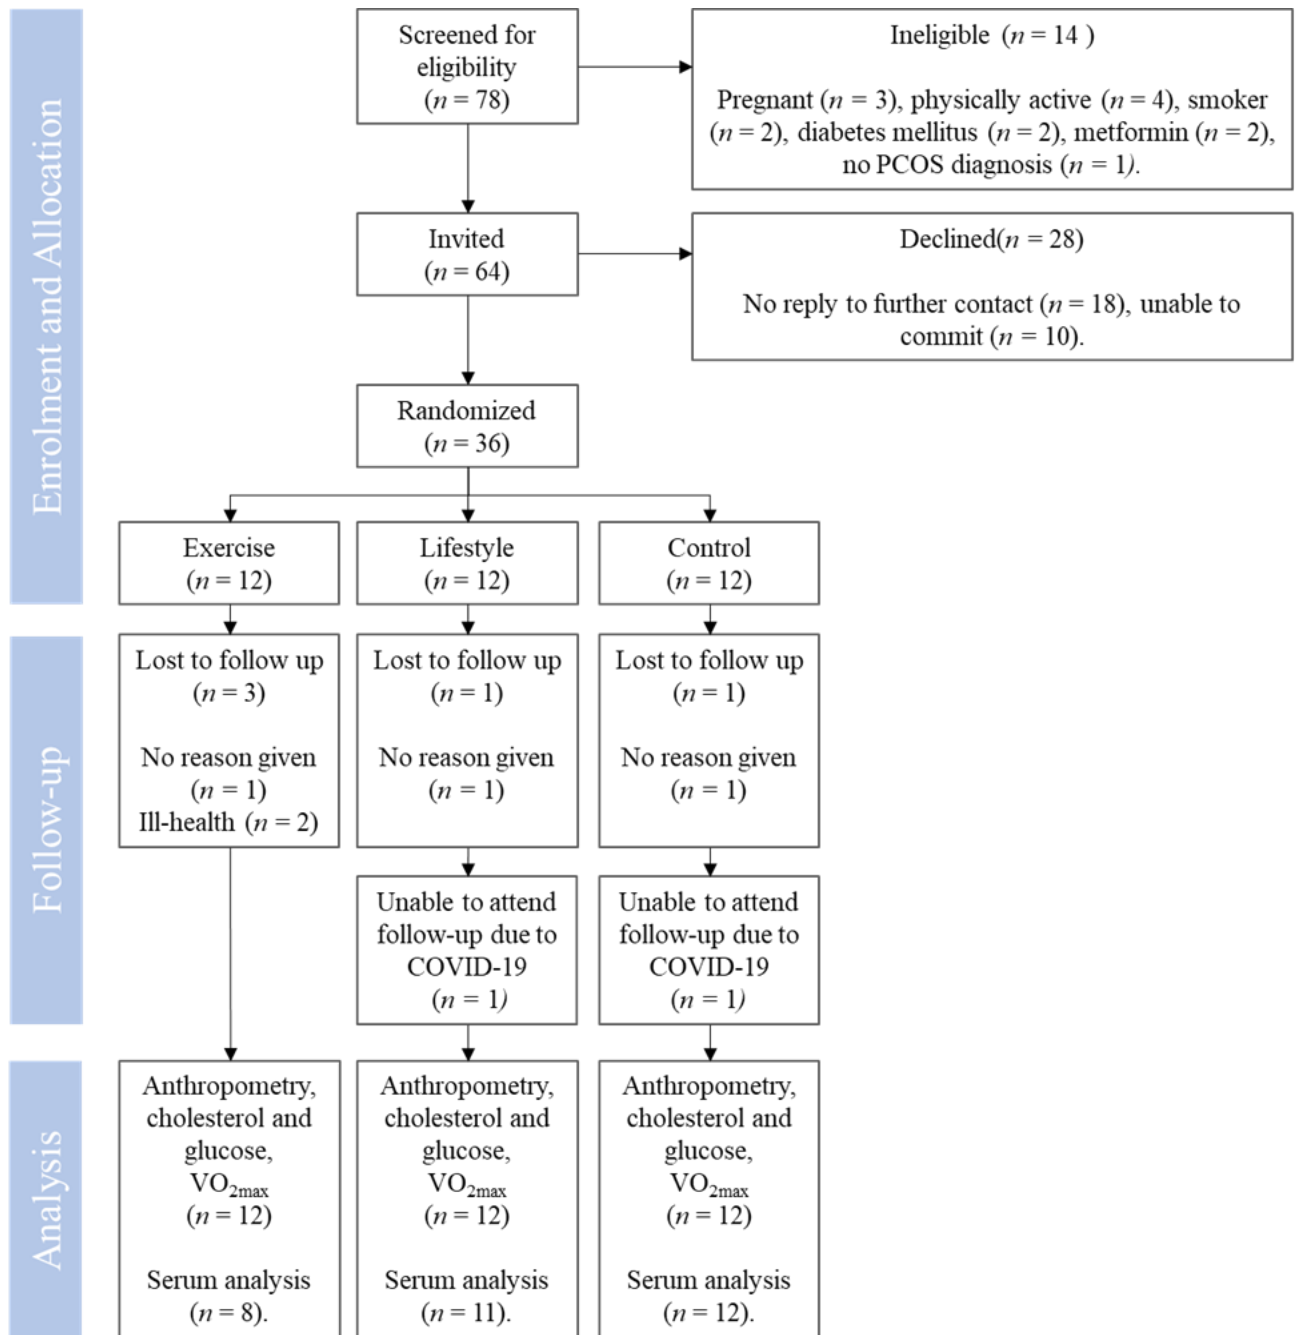 Enrolment and Allocation
Screened for
eligibility
(n = 78)
Ineligible (n = 14 )
Pregnant (n = 3), physically active (n = 4), smoker
(n = 2), diabetes mellitus (n = 2), metformin (n = 2),
no PCOS diagnosis (n = 1).
Invited
(n = 64)
Declined(n = 28)
No reply to further contact (n = 18), unable to
commit (n = 10).
Randomized
(n = 36)
Exercise
(n = 12)
Lifestyle
(n = 12)
Control
(n = 12)
Follow-up
Lost to follow up
(n = 3)
No reason given
(n = 1)
Ill-health (n = 2)
Lost to follow up
(n = 1)
No reason given
(n = 1)
Lost to follow up
(n = 1)
No reason given
(n = 1)
Unable to attend
follow-up due to
COVID-19
(n = 1)
Unable to attend
follow-up due to
COVID-19
(n = 1)
Analysis
Anthropometry,
cholesterol and
glucose,
VO2max
(n = 12)
Serum analysis
(n = 8).
Anthropometry,
cholesterol and
glucose,
VO2max
(n = 12)
Serum analysis
(n = 11).
Anthropometry,
cholesterol and
glucose,
VO2max
(n = 12)
Serum analysis
(n = 12).